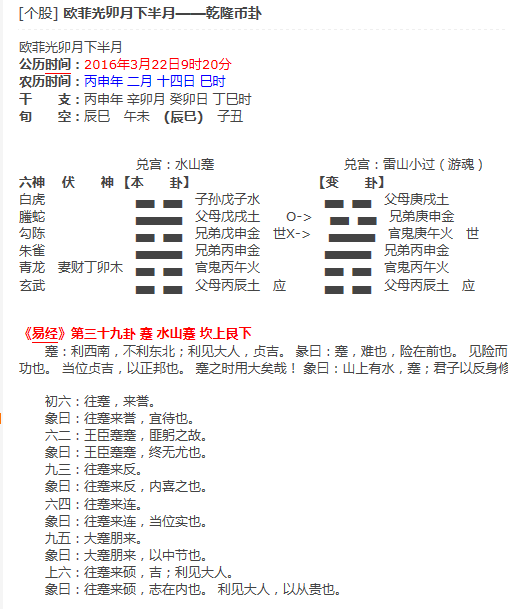 [个股] 欧菲光卯月下半月——乾隆币卦
欧菲光卯月下半月
公历时间：2016年3月22日9时20分
农历时间：丙申年 二月 十四日 巳时
干　　支：丙申年 辛卯月 癸卯日 丁巳时
旬　　空：辰巳　午未　(辰巳)　子丑
兑宫：水山蹇　　兑宫：雷山小过（游魂）
六神　伏　　神【本　　卦】　　【变　　卦】
白虎　　子孙戊子水　　父母庚戌土
螣蛇　　父母戊戌土　　O->　　兄弟庚申金
勾陈　　兄弟戊申金　世X->　　官鬼庚午火　世
朱雀　　兄弟丙申金　　兄弟丙申金
青龙　妻财丁卯木　　官鬼丙午火　　官鬼丙午火
玄武　　父母丙辰土　应　　父母丙辰土　应
《易经》第三十九卦 蹇 水山蹇 坎上艮下
蹇：利西南，不利东北；利见大人，贞吉。 彖曰：蹇，难也，险在前也。 见险而
功也。 当位贞吉，以正邦也。 蹇之时用大矣哉！ 象曰：山上有水，蹇；君子以反身修
初六：往蹇，来誉。
象曰：往蹇来誉，宜待也。
六二：王臣蹇蹇，匪躬之故。
象曰：王臣蹇蹇，终无尤也。
九三：往蹇来反。
象曰：往蹇来反，内喜之也。
六四：往蹇来连。
象曰：往蹇来连，当位实也。
九五：大蹇朋来。
象曰：大蹇朋来，以中节也。
上六：往蹇来硕，吉；利见大人。
象曰：往蹇来硕，志在内也。 利见大人，以从贵也。